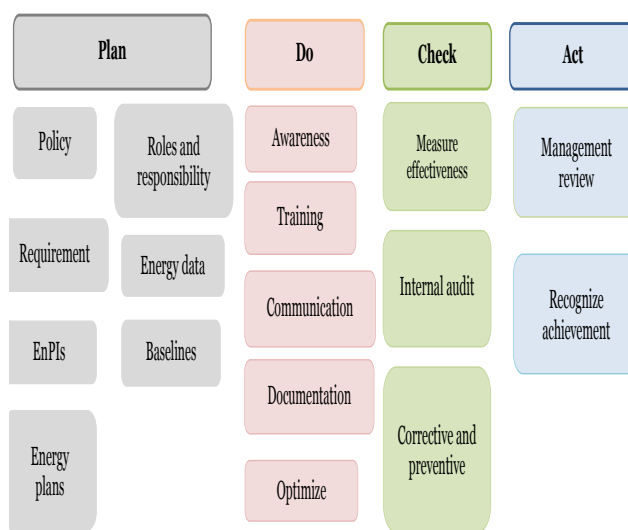 Plan
Do
Check
Act
Policy
Roles and
responsibility
Requirement
Energy data
EnPIs
Baselines
Energy
plans
Awareness
Training
Communication
Documentation
Optimize
Measure
effectiveness
Internal audit
Corrective and
preventive
Management
review
Recognize
achievement